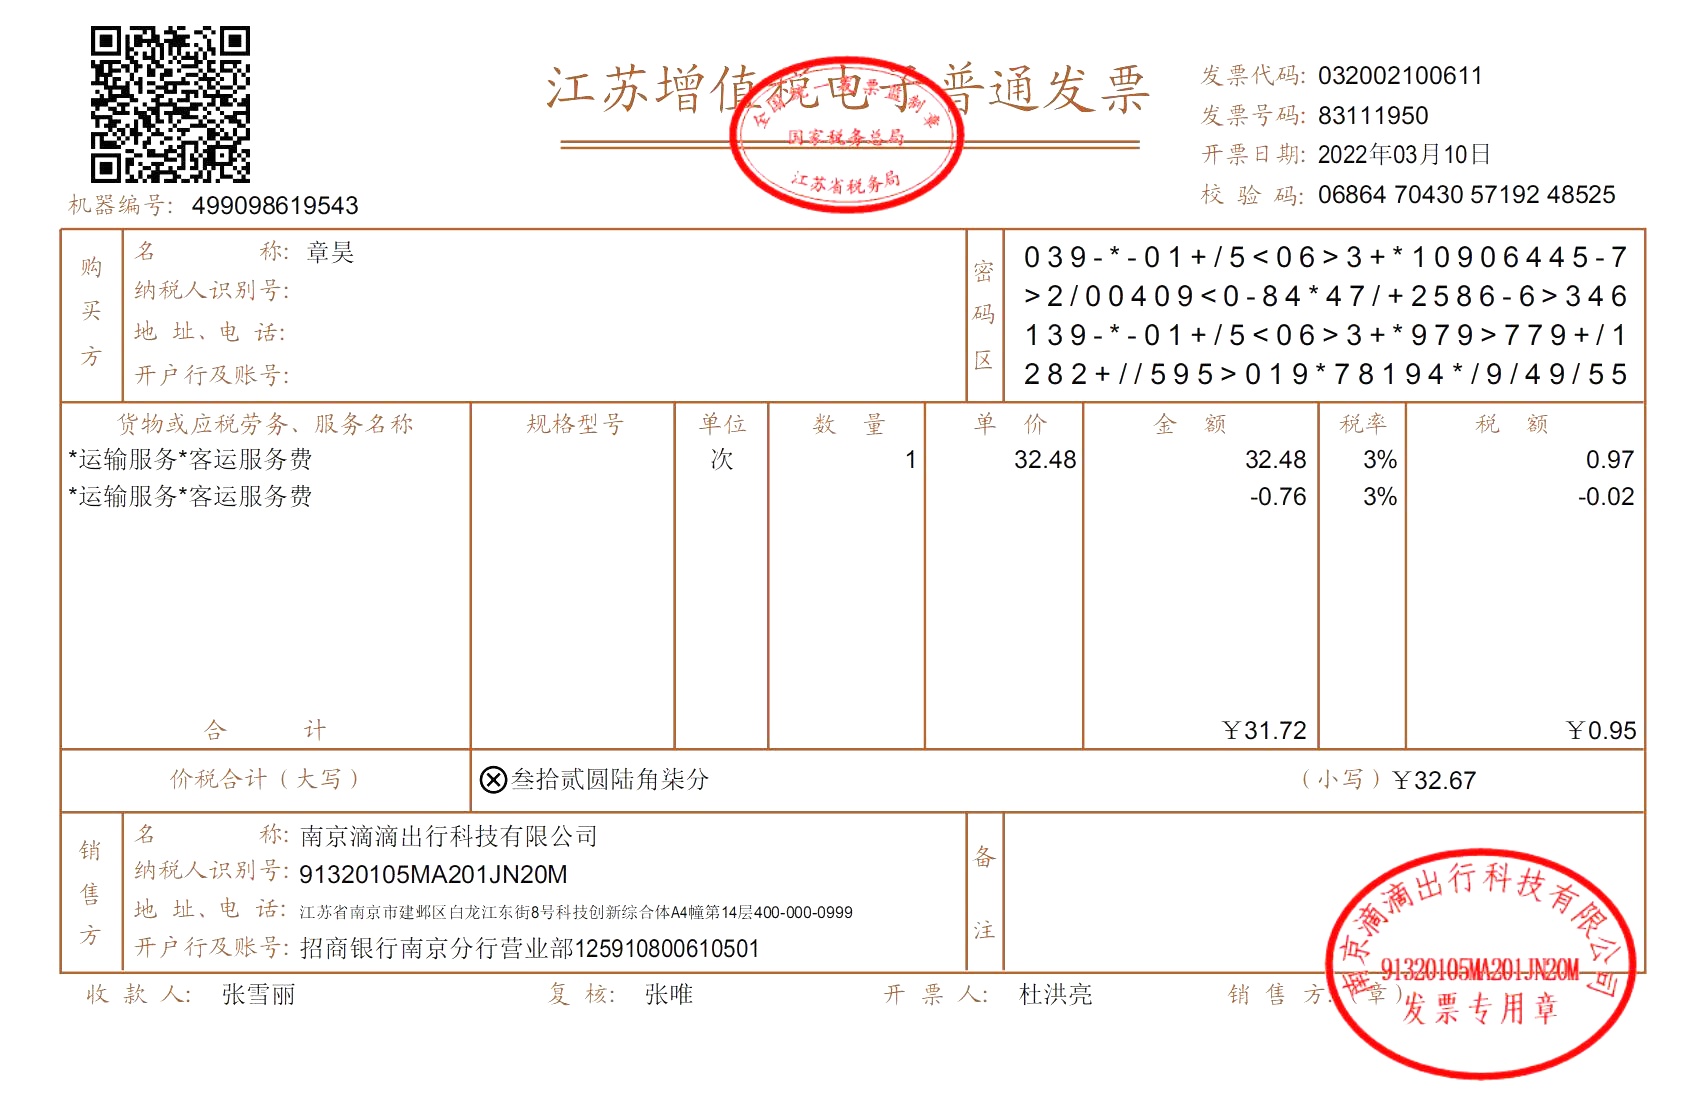 江苏增值税电子普通发票
全国统一发票监制章
国家税务总局
江苏省税务局
发票代码: 032002100611
发票号码: 83111950
开票日期: 2022年03月10日
校 验 码: 06864 70430 57192 48525
机器编号: 499098619543
购买方
名 称: 章昊
纳税人识别号:
地 址、电 话:
开户行及账号:
密码区
039-*-01+/5<06>3+*10906445-7
>2/00409<0-84*47/+2586-6>346
139-*-01+/5<06>3+*979>779+/1
282+//595>019*78194*/9/49/55
货物或应税劳务、服务名称 规格型号 单位 数 量 单 价 金 额 税率 税 额
*运输服务*客运服务费 次 1 32.48 32.48 3% 0.97
*运输服务*客运服务费 -0.76 3% -0.02
合 计 ￥31.72 ￥0.95
价税合计（大写） ⊗叁拾贰圆陆角柒分 （小写）￥32.67
销售方
名 称: 南京滴滴出行科技有限公司
纳税人识别号: 91320105MA201JN20M
地 址、电 话: 江苏省南京市建邺区白龙江东街8号科技创新综合体A4幢第14层400-000-0999
开户行及账号: 招商银行南京分行营业部125910800610501
备注
收 款 人: 张雪丽 复 核: 张唯 开 票 人: 杜洪亮 销 售 方:（章）
南京滴滴出行科技有限公司
91320105MA201JN20M
发票专用章